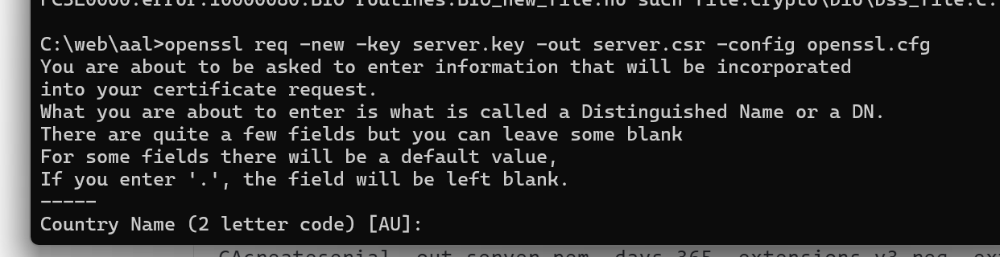 C:\web\aal>openssl req -new -key server.key -out server.csr -config openssl.cfg
You are about to be asked to enter information that will be incorporated
into your certificate request.
What you are about to enter is what is called a Distinguished Name or a DN.
There are quite a few fields but you can leave some blank
For some fields there will be a default value,
If you enter '.', the field will be left blank.
-----
Country Name (2 letter code) [AU]: